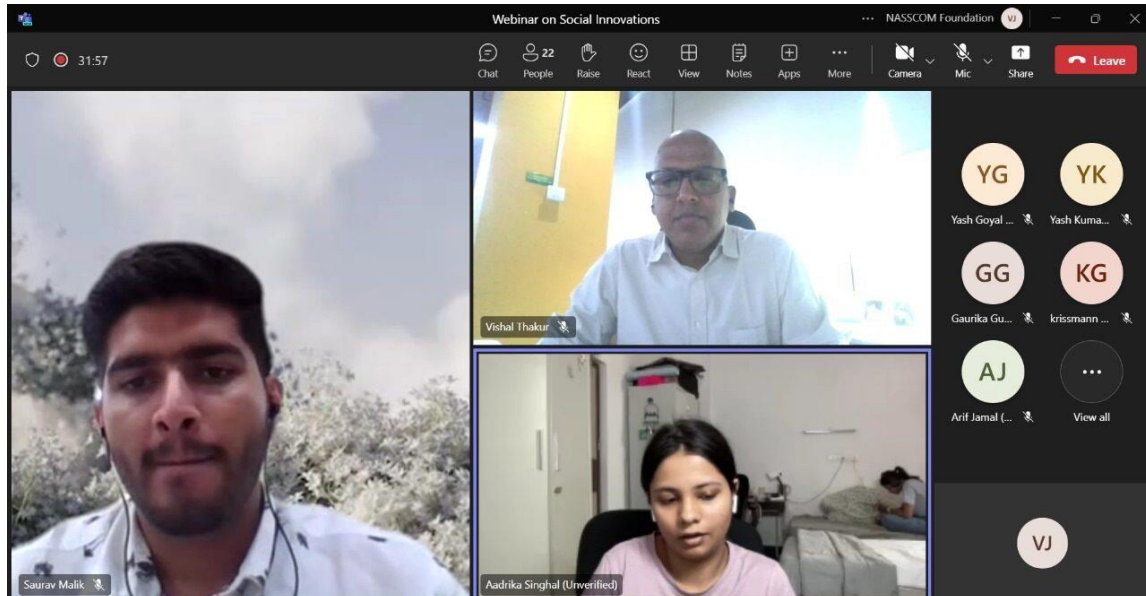 Webinar on Social Innovations
... NASSCOM Foundation VJ
31:57
22
Chat People Raise React View Notes Apps More Camera Mic Share Leave
YG YK
Yash Goyal ... Yash Kuma...
GG KG
Gaurika Gu... krissmann ...
Vishal Thakur
AJ ...
Arif Jamal (... View all
VJ
Saurav Malik
Aadrika Singhal (Unverified)